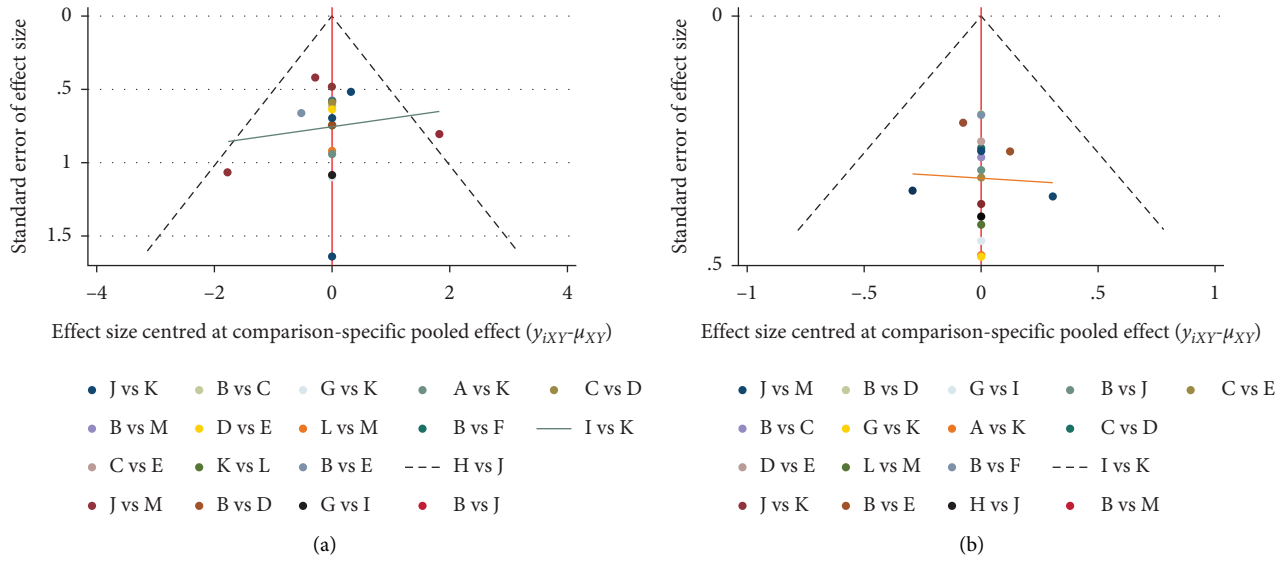 0
.5
1
1.5
Standard error of effect size
−4
−2
0
2
4
Effect size centred at comparison-specific pooled effect (yiXY-μXY)
J vs K B vs C G vs K A vs K C vs D
B vs M D vs E L vs M B vs F I vs K
C vs E K vs L B vs E H vs J
J vs M B vs D G vs I B vs J
(a)
0
.5
Standard error of effect size
−1
−.5
0
.5
1
Effect size centred at comparison-specific pooled effect (yiXY-μXY)
J vs M B vs D G vs I B vs J C vs E
B vs C G vs K A vs K C vs D
D vs E L vs M B vs F I vs K
J vs K B vs E H vs J B vs M
(b)